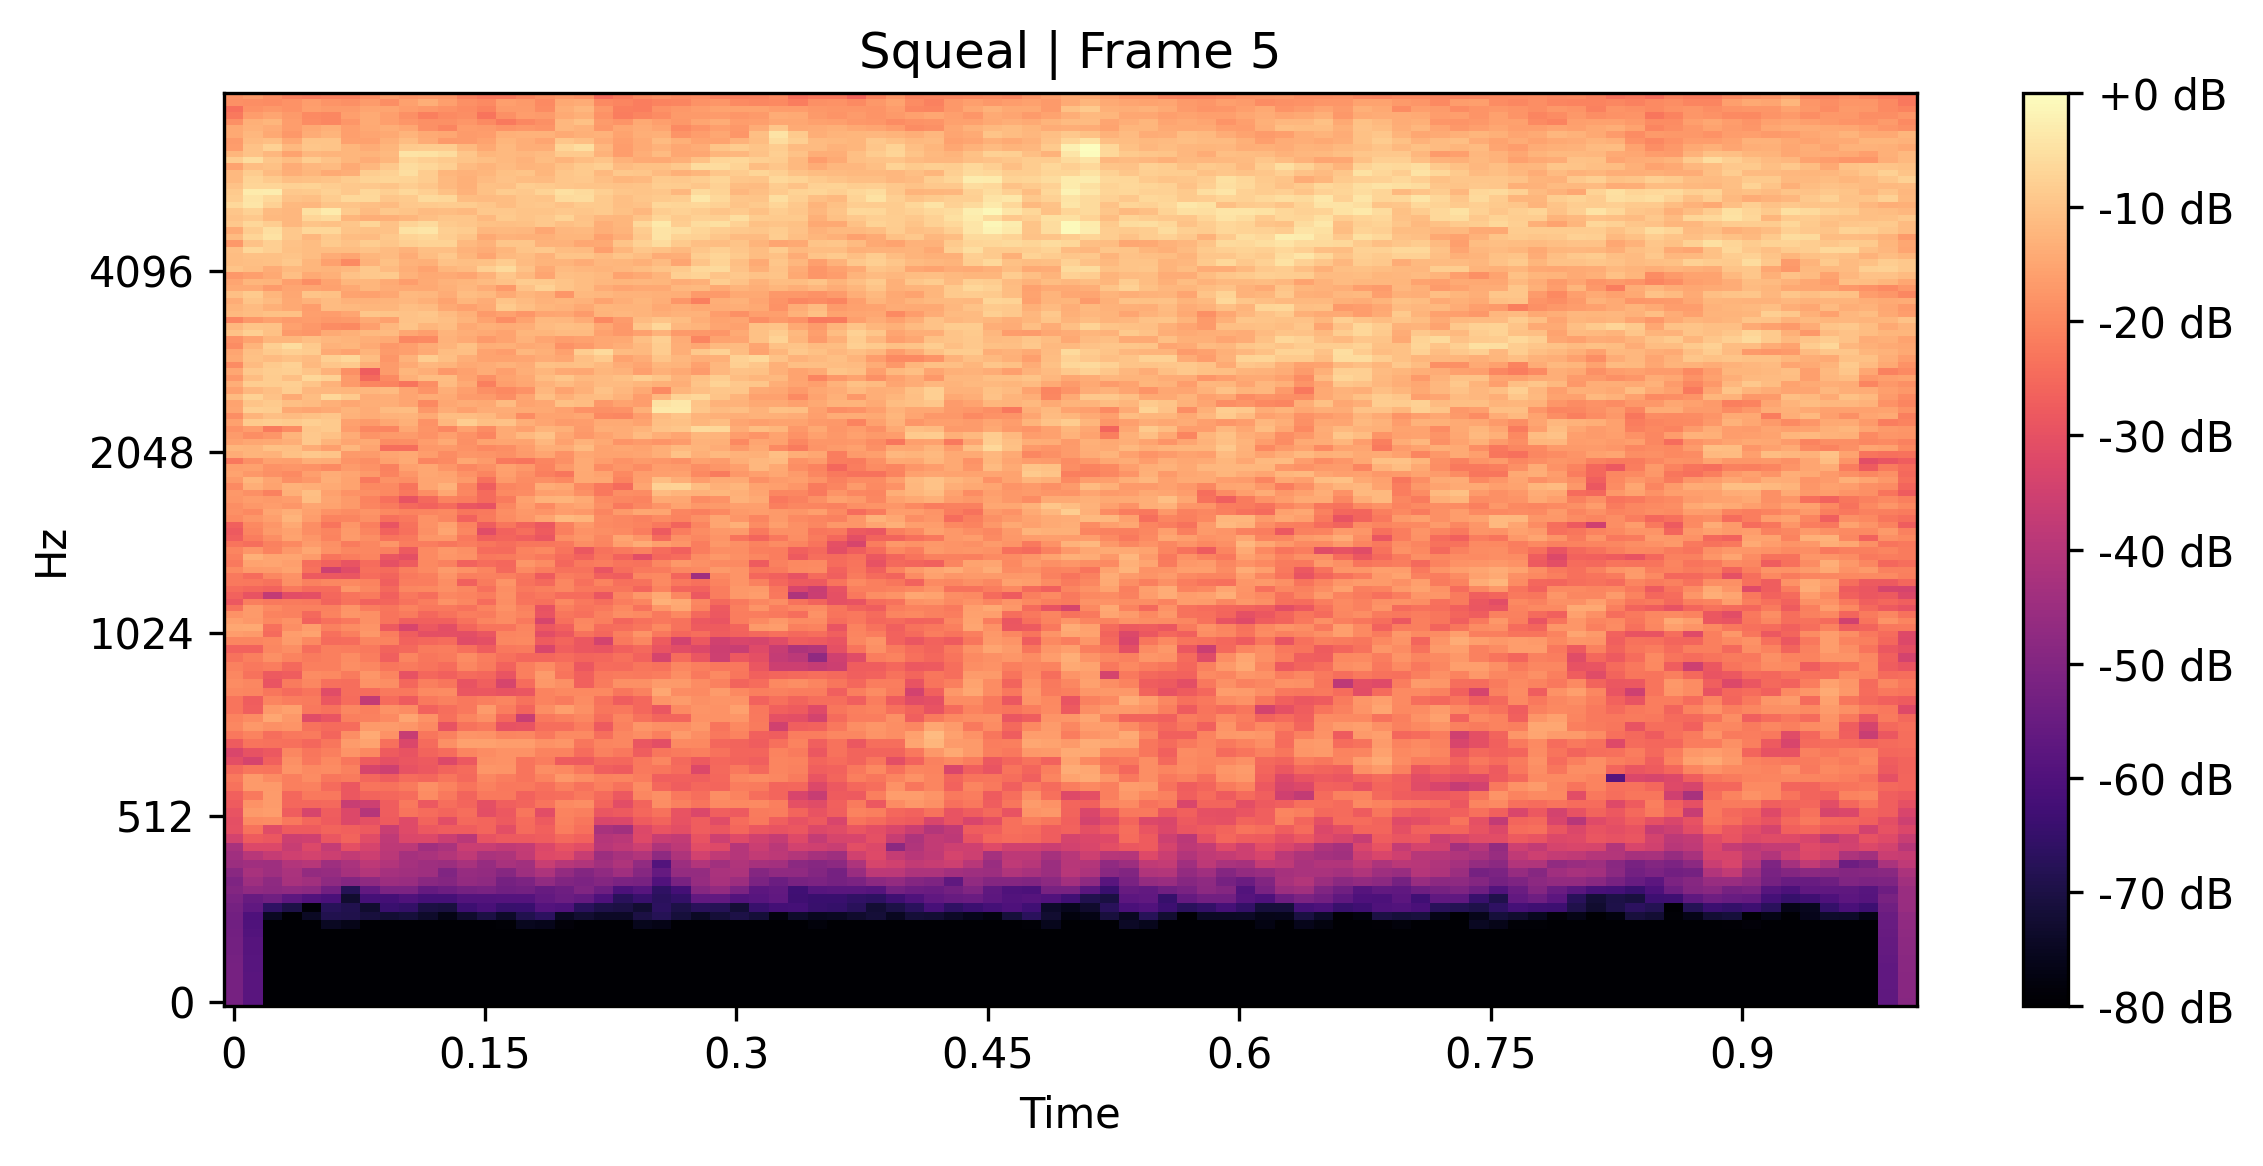 Squeal | Frame 5
+0 dB
-10 dB
-20 dB
-30 dB
-40 dB
-50 dB
-60 dB
-70 dB
-80 dB
Hz
4096
2048
1024
512
0
0 0.15 0.3 0.45 0.6 0.75 0.9
Time